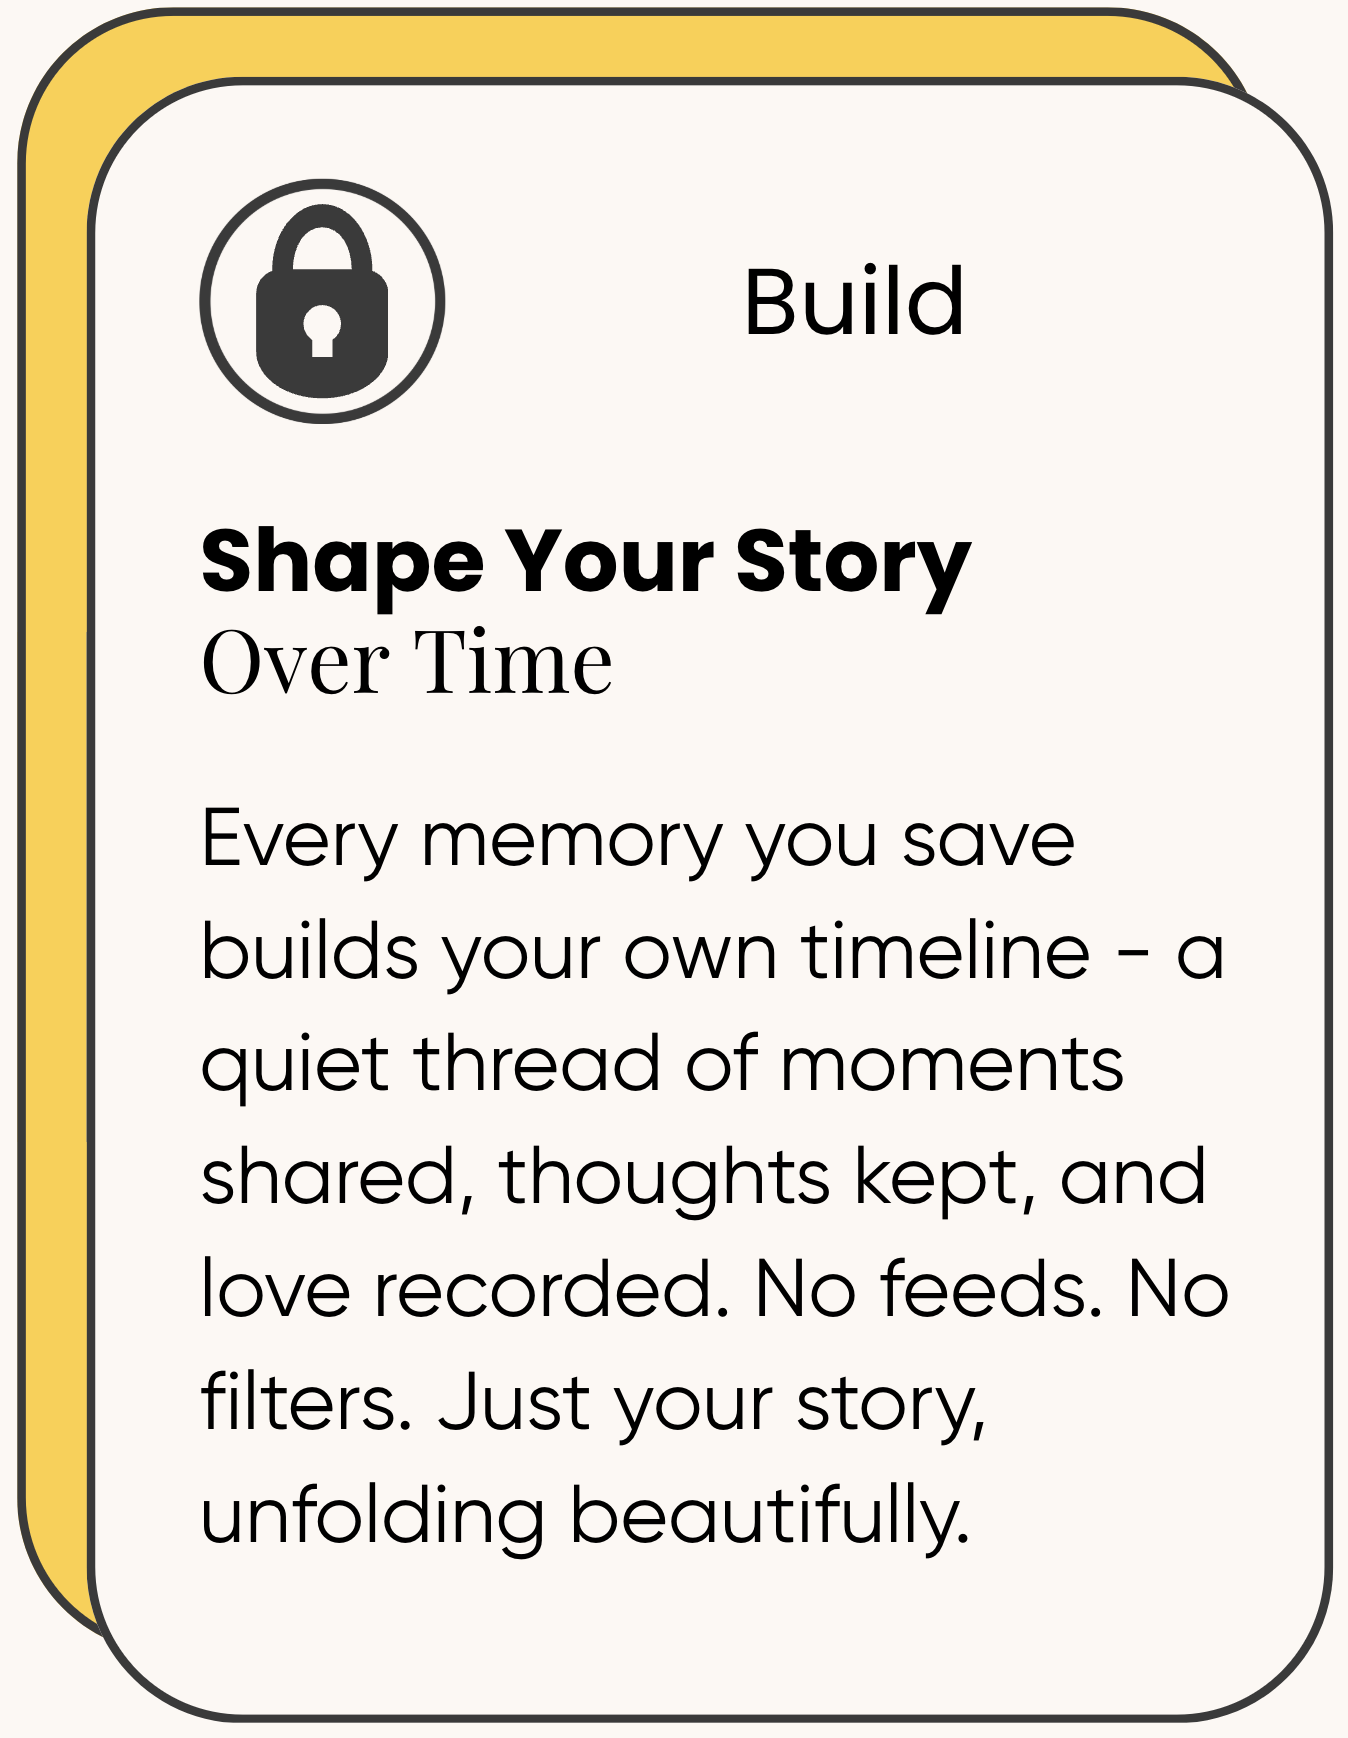 Build
Shape Your Story
Over Time
Every memory you save
builds your own timeline - a
quiet thread of moments
shared, thoughts kept, and
love recorded. No feeds. No
filters. Just your story,
unfolding beautifully.